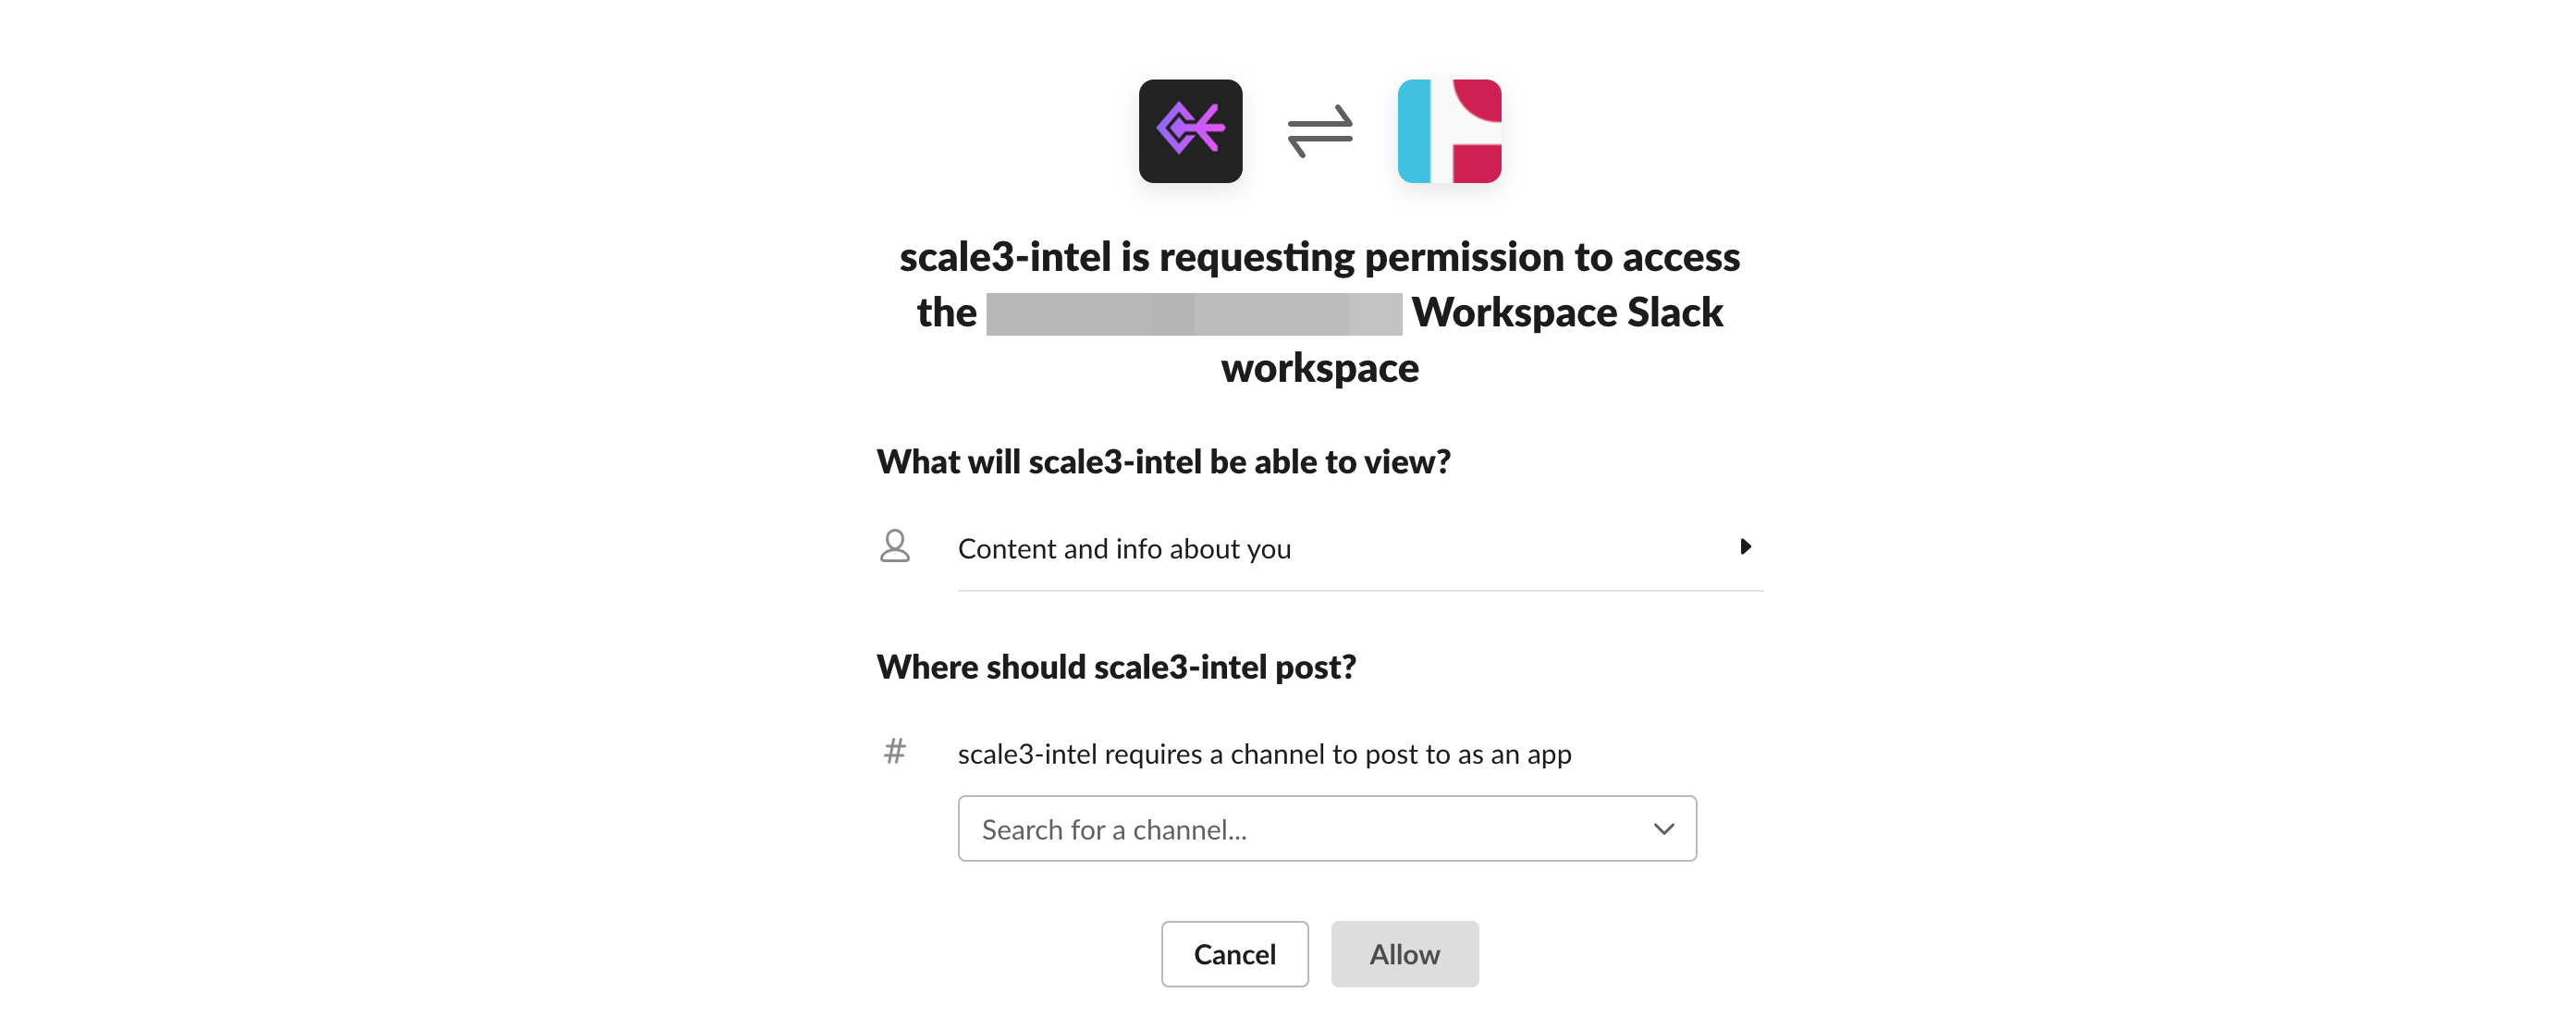 scale3-intel is requesting permission to access
the Workspace Slack
workspace
What will scale3-intel be able to view?
Content and info about you
Where should scale3-intel post?
# scale3-intel requires a channel to post to as an app
Search for a channel...
Cancel Allow